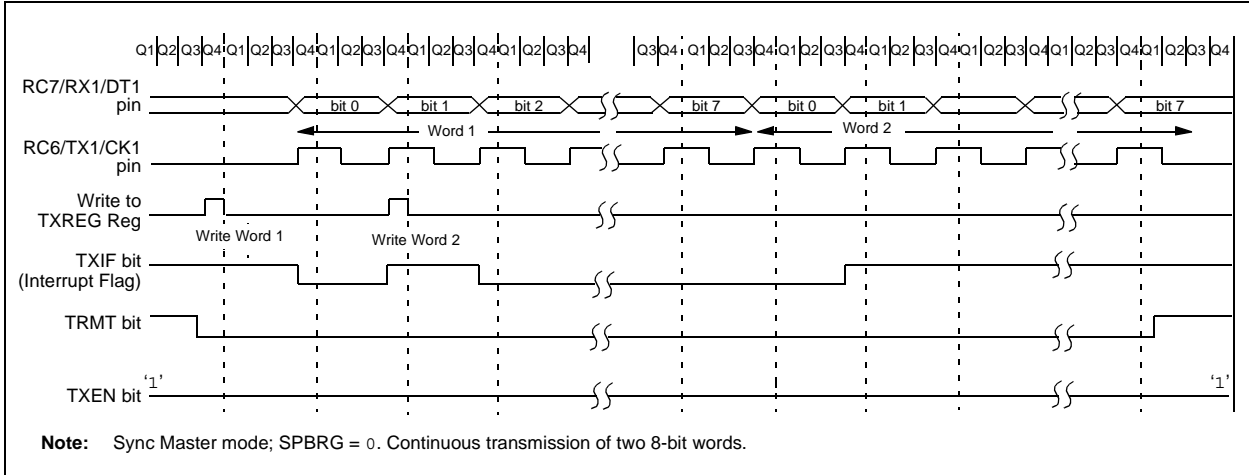 Q1 Q2 Q3 Q4 Q1 Q2 Q3 Q4 Q1 Q2 Q3 Q4 Q1 Q2 Q3 Q4 Q1 Q2 Q3 Q4 Q3 Q4 Q1 Q2 Q3 Q4 Q1 Q2 Q3 Q4 Q1 Q2 Q3 Q4 Q1 Q2 Q3 Q4 Q1 Q2 Q3 Q4 Q1 Q2 Q3 Q4
RC7/RX1/DT1
pin
bit 0 bit 1 bit 2 bit 7 bit 0 bit 1 bit 7
Word 1 Word 2
RC6/TX1/CK1
pin
Write to
TXREG Reg
Write Word 1 Write Word 2
TXIF bit
(Interrupt Flag)
TRMT bit
‘1’ ‘1’
TXEN bit
Note: Sync Master mode; SPBRG = 0. Continuous transmission of two 8-bit words.